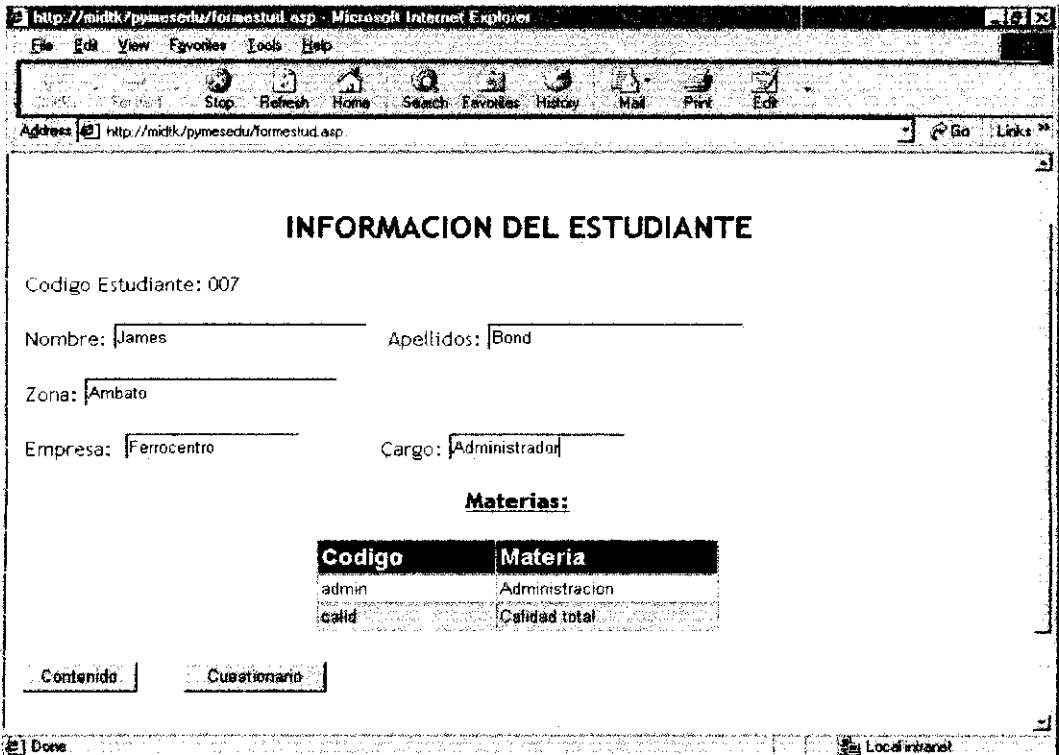 http://midtk/pymesedu/formestud.asp - Microsoft Internet Explorer
File Edit View Favorites Tools Help
Stop Refresh Home Search Favorites History Mail Print Edit
Address http://midtk/pymesedu/formestud.asp Go Links »
INFORMACION DEL ESTUDIANTE
Codigo Estudiante: 007
Nombre: James Apellidos: Bond
Zona: Ambato
Empresa: Ferrocentro Cargo: Administrador
Materias:
Codigo Materia
admin Administracion
calid Calidad total
Contenido Cuestionario
Done Local intranet